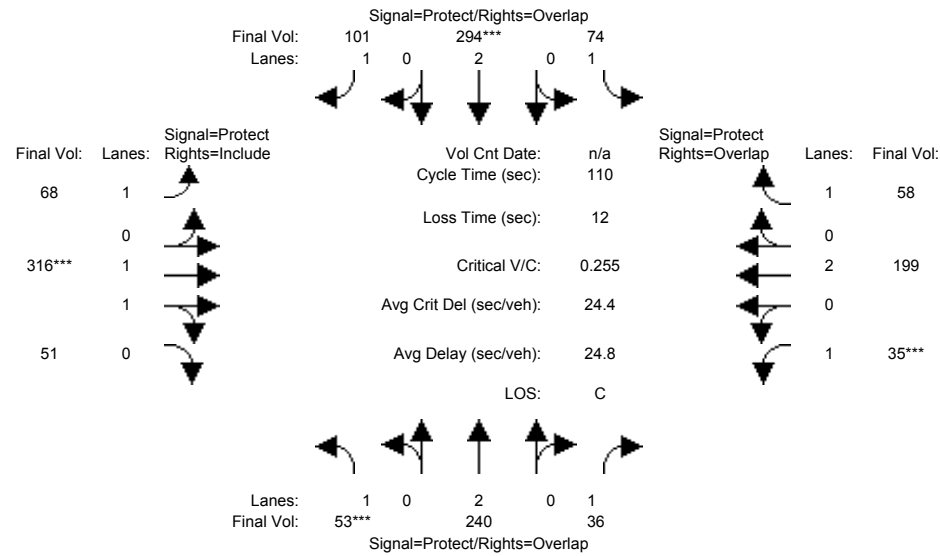 Signal=Protect/Rights=Overlap
Final Vol: 101 294*** 74
Lanes: 1 0 2 0 1
Signal=Protect Signal=Protect
Final Vol: Lanes: Rights=Include Vol Cnt Date: n/a Rights=Overlap Lanes: Final Vol:
Cycle Time (sec): 110
68 1 1 58
Loss Time (sec): 12
0 0
316*** 1 Critical V/C: 0.255 2 199
1 Avg Crit Del (sec/veh): 24.4 0
51 0 Avg Delay (sec/veh): 24.8 1 35***
LOS: C
Lanes: 1 0 2 0 1
Final Vol: 53*** 240 36
Signal=Protect/Rights=Overlap